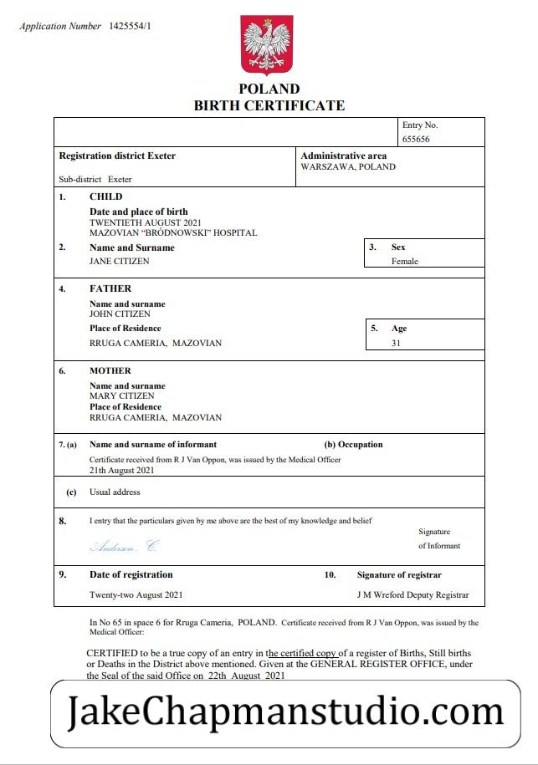 Application Number 1425554/1
POLAND
BIRTH CERTIFICATE
Entry No.
655656
Registration district Exeter
Sub-district Exeter
Administrative area
WARSZAWA, POLAND
1. CHILD
Date and place of birth
TWENTIETH AUGUST 2021
MAZOVIAN “BRÓDNOWSKI” HOSPITAL
2. Name and Surname
JANE CITIZEN
3. Sex
Female
4. FATHER
Name and surname
JOHN CITIZEN
Place of Residence
RRUGA CAMERIA, MAZOVIAN
5. Age
31
6. MOTHER
Name and surname
MARY CITIZEN
Place of Residence
RRUGA CAMERIA, MAZOVIAN
7. (a) Name and surname of informant (b) Occupation
Certificate received from R J Van Oppon, was issued by the Medical Officer
21th August 2021
(c) Usual address
8. I entry that the particulars given by me above are the best of my knowledge and belief
Anderson. C.
Signature
of Informant
9. Date of registration
Twenty-two August 2021
10. Signature of registrar
J M Wreford Deputy Registrar
In No 65 in space 6 for Rruga Cameria, POLAND. Certificate received from R J Van Oppon, was issued by the
Medical Officer:
CERTIFIED to be a true copy of an entry in the certified copy of a register of Births, Still births
or Deaths in the District above mentioned. Given at the GENERAL REGISTER OFFICE, under
the Seal of the said Office on 22th August 2021
JakeChapmanstudio.com